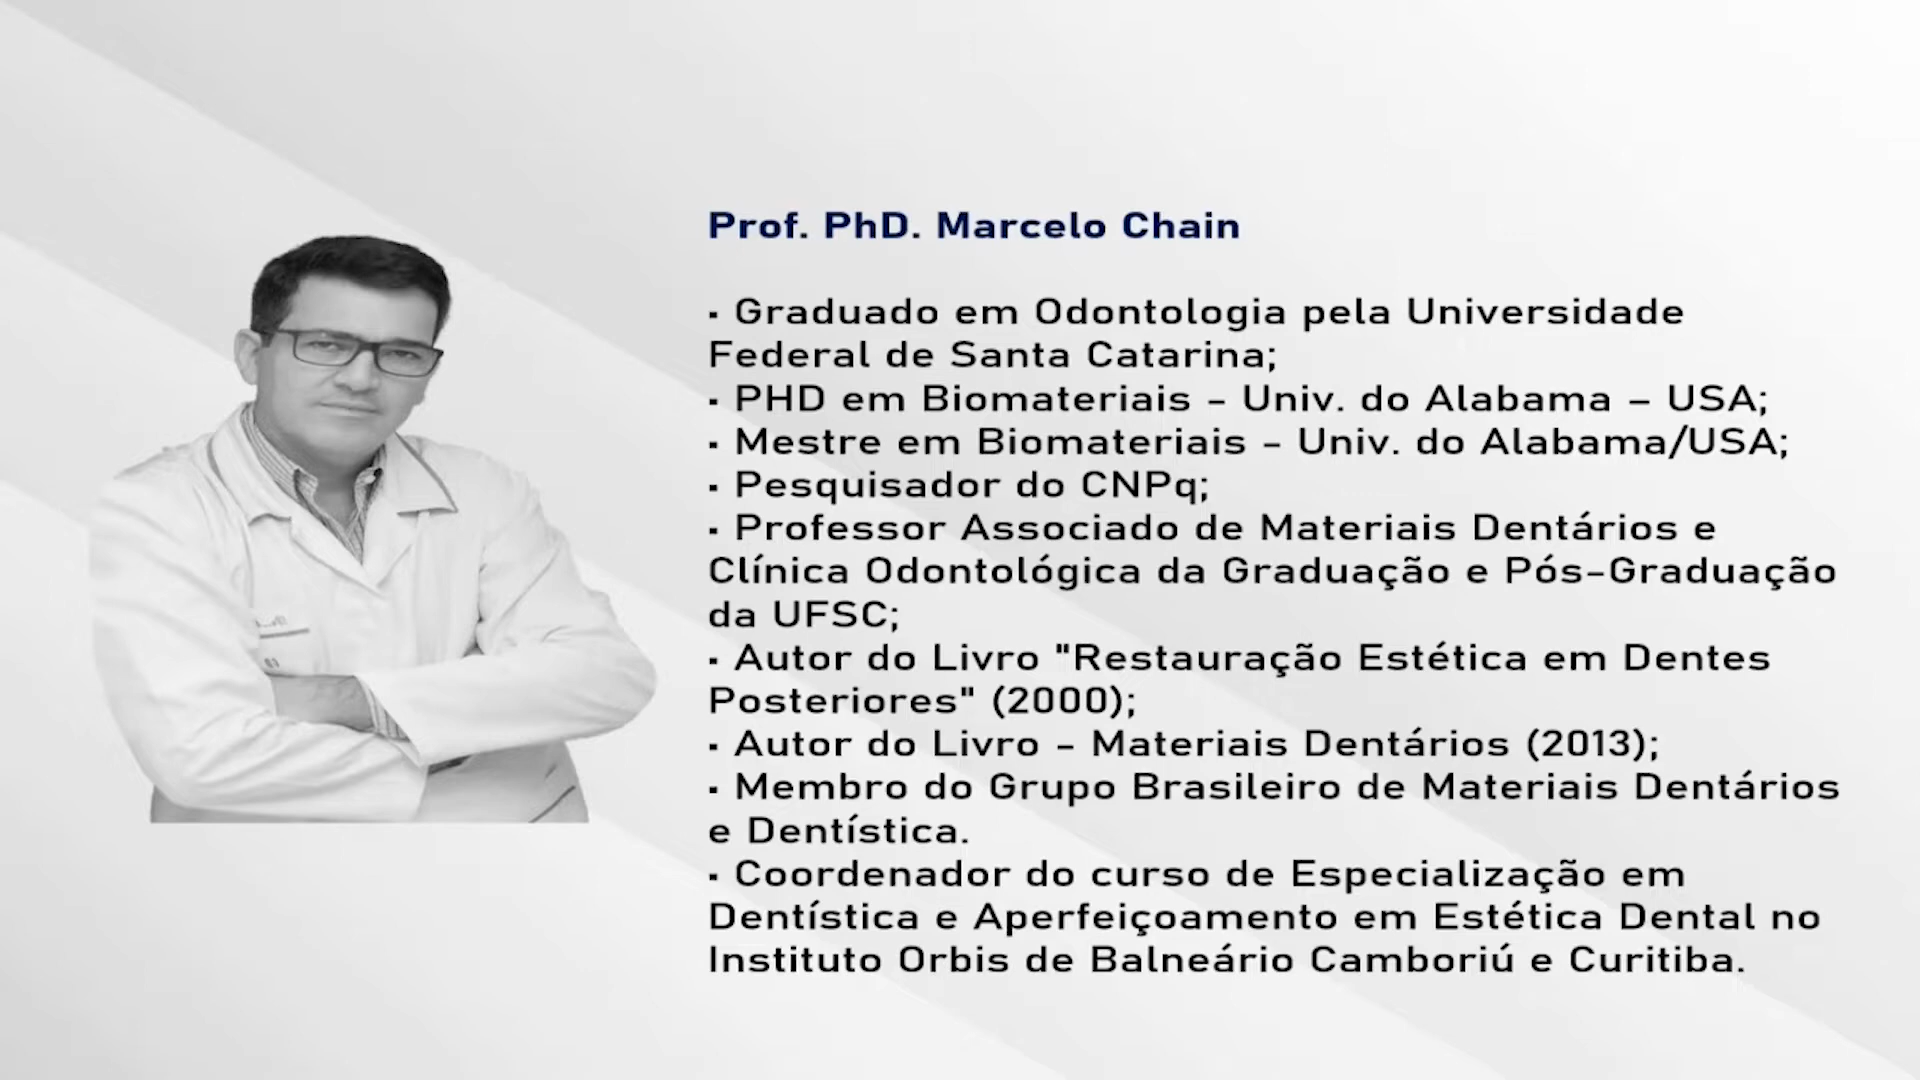 Prof. PhD. Marcelo Chain
▪ Graduado em Odontologia pela Universidade
Federal de Santa Catarina;
▪ PHD em Biomateriais - Univ. do Alabama – USA;
▪ Mestre em Biomateriais - Univ. do Alabama/USA;
▪ Pesquisador do CNPq;
▪ Professor Associado de Materiais Dentários e
Clínica Odontológica da Graduação e Pós-Graduação
da UFSC;
▪ Autor do Livro "Restauração Estética em Dentes
Posteriores" (2000);
▪ Autor do Livro - Materiais Dentários (2013);
▪ Membro do Grupo Brasileiro de Materiais Dentários
e Dentística.
▪ Coordenador do curso de Especialização em
Dentística e Aperfeiçoamento em Estética Dental no
Instituto Orbis de Balneário Camboriú e Curitiba.